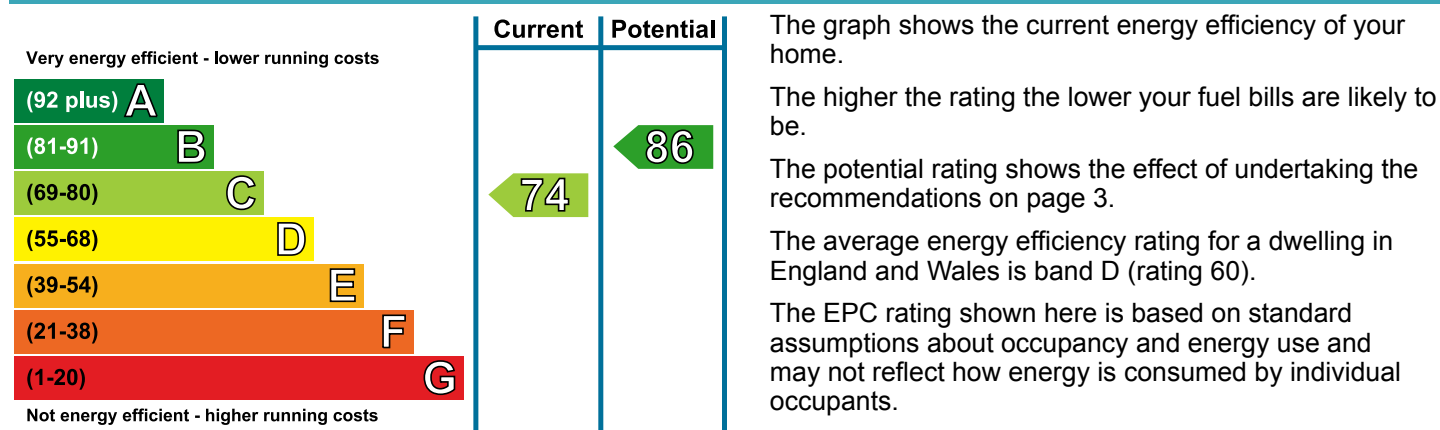 Current
Potential
Very energy efficient - lower running costs
(92 plus) A
(81-91) B
86
(69-80) C
74
(55-68) D
(39-54) E
(21-38) F
(1-20) G
Not energy efficient - higher running costs
The graph shows the current energy efficiency of your
home.
The higher the rating the lower your fuel bills are likely to
be.
The potential rating shows the effect of undertaking the
recommendations on page 3.
The average energy efficiency rating for a dwelling in
England and Wales is band D (rating 60).
The EPC rating shown here is based on standard
assumptions about occupancy and energy use and
may not reflect how energy is consumed by individual
occupants.